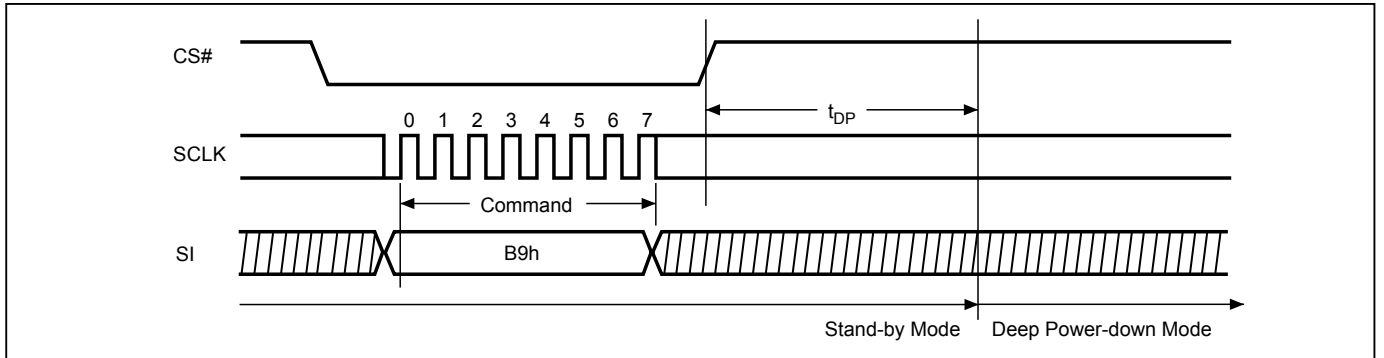 CS#
tDP
0 1 2 3 4 5 6 7
SCLK
Command
SI
B9h
Stand-by Mode
Deep Power-down Mode